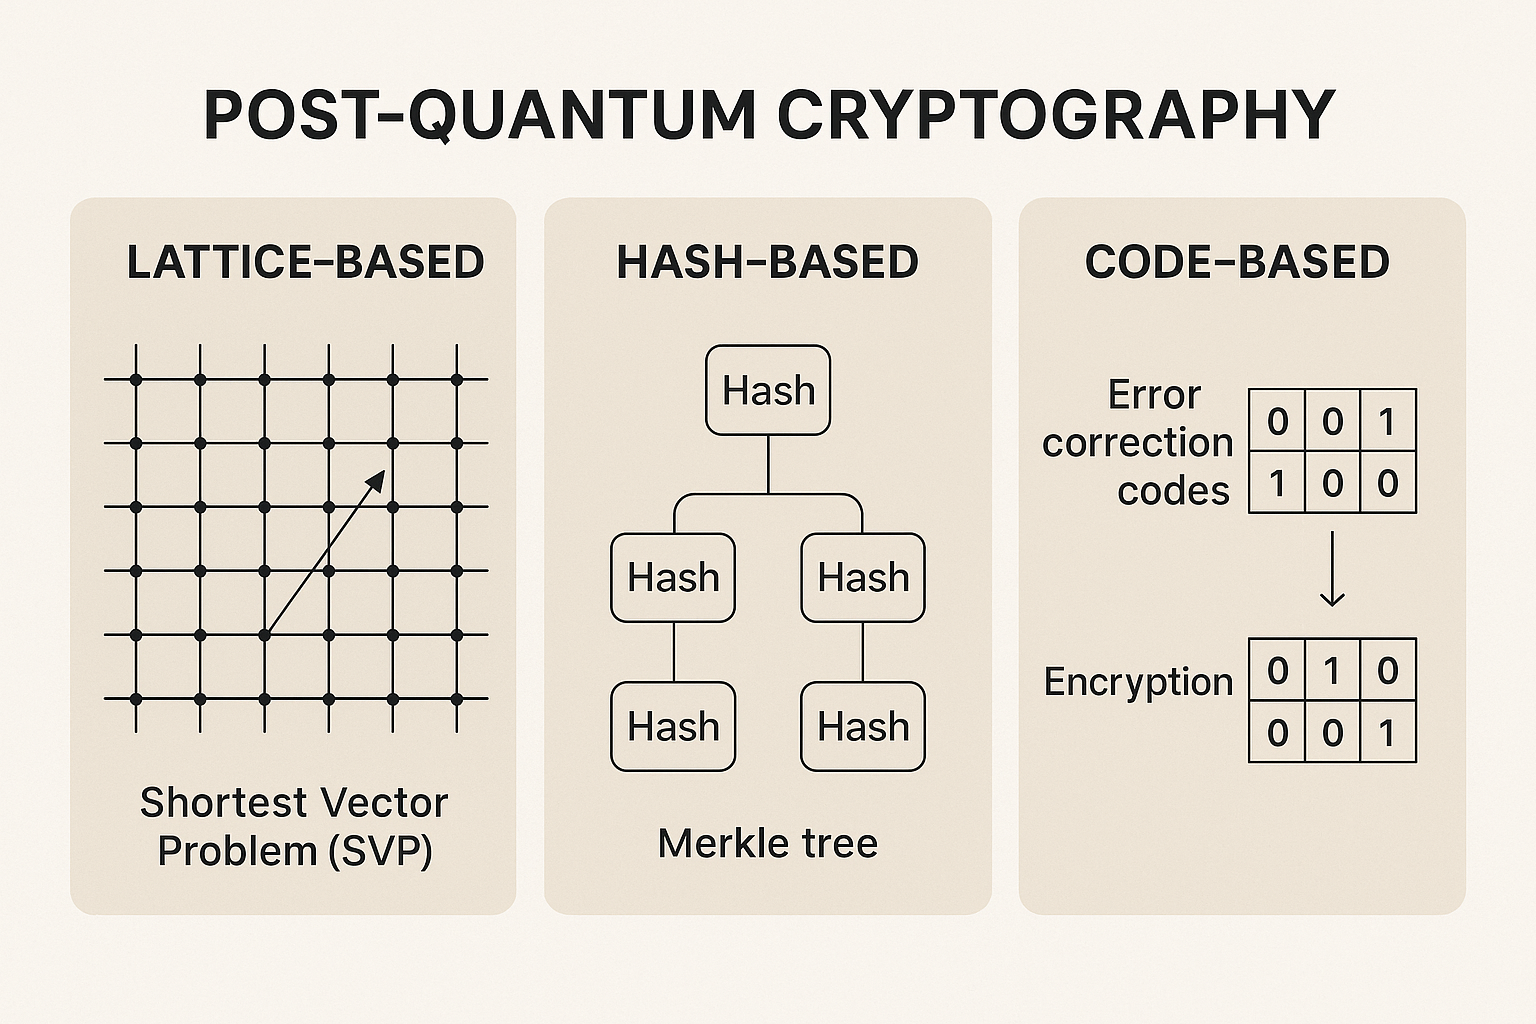 POST-QUANTUM CRYPTOGRAPHY
LATTICE-BASED
Shortest Vector
Problem (SVP)
HASH-BASED
Hash
Hash Hash
Hash Hash
Merkle tree
CODE-BASED
Error
correction
codes
0 0 1
1 0 0
Encryption
0 1 0
0 0 1